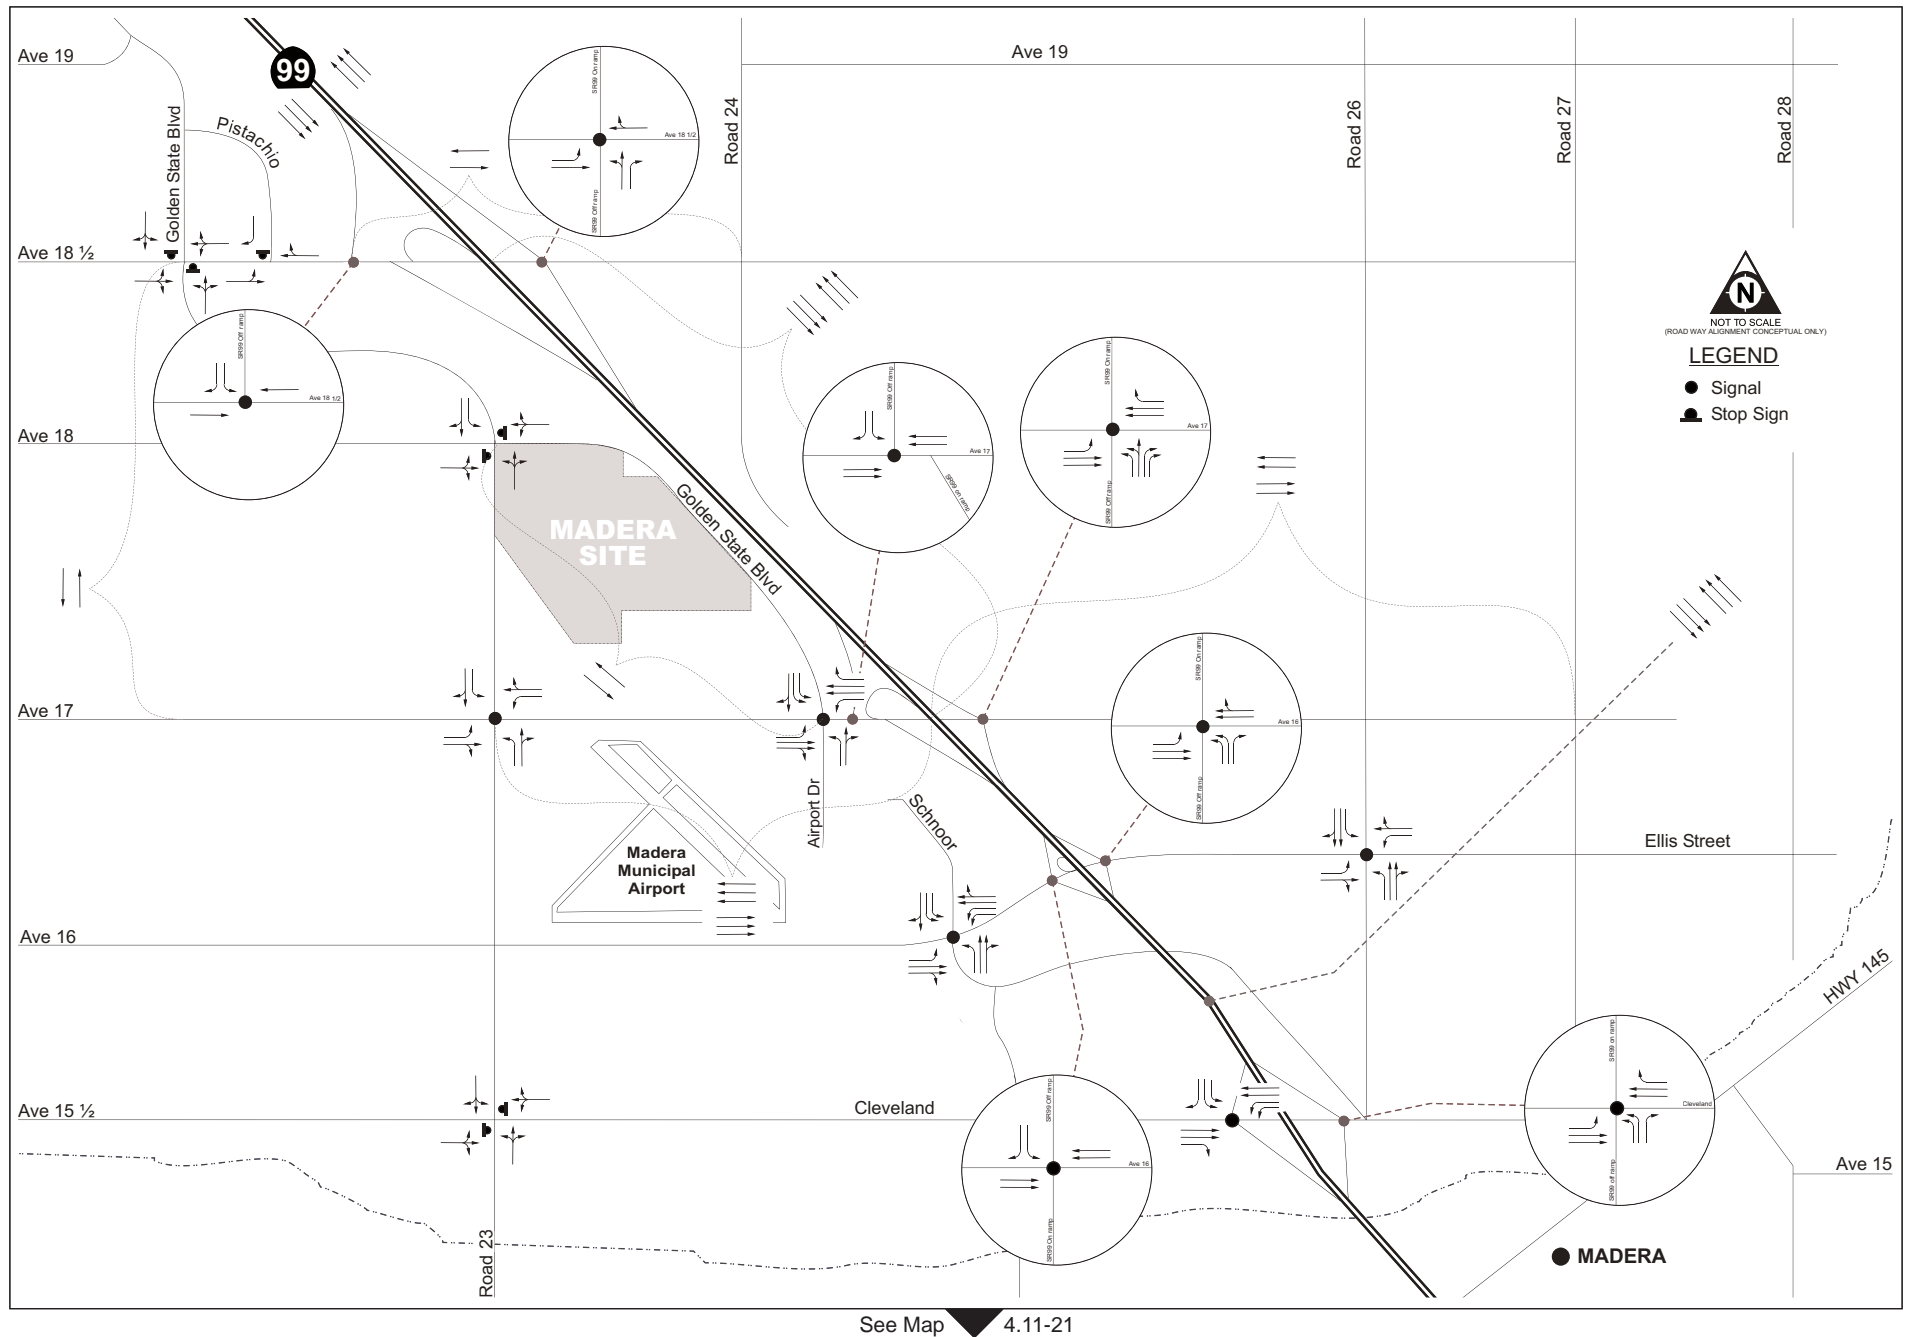 Ave 19
Ave 19
99
Golden State Blvd
Pistachio
Road 24
Road 26
Road 27
Road 28
SR99 On ramp
Ave 18 1/2
SR99 Off ramp
Ave 18 ½
N
NOT TO SCALE
(ROAD WAY ALIGNMENT CONCEPTUAL ONLY)
LEGEND
Signal
Stop Sign
SR99 Off ramp
Ave 18 1/2
SR99 Off ramp
Ave 17
SR99 on ramp
SR99 On ramp
Ave 17
SR99 Off ramp
Ave 18
MADERA
SITE
Golden State Blvd
Ave 17
SR99 On ramp
Ave 16
SR99 Off ramp
Airport Dr
Schnoor
Madera
Municipal
Airport
Ellis Street
Ave 16
HWY 145
Ave 15 ½
Cleveland
SR99 Off ramp
Ave 16
SR99 On ramp
SR99 on ramp
Cleveland
SR99 off ramp
Ave 15
Road 23
MADERA
See Map
4.11-21